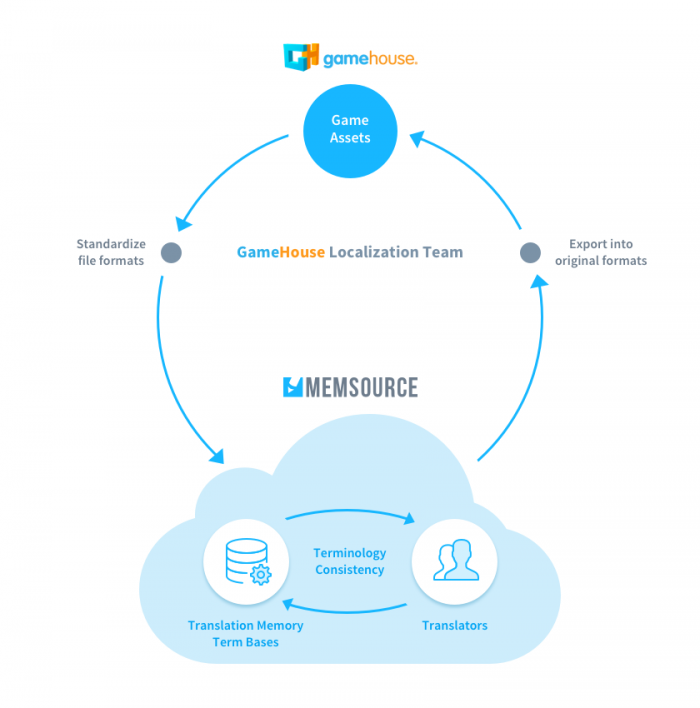 gamehouse.
Game
Assets
Standardize
file formats
GameHouse Localization Team
Export into
original formats
MEMSOURCE
Terminology
Consistency
Translation Memory
Term Bases
Translators